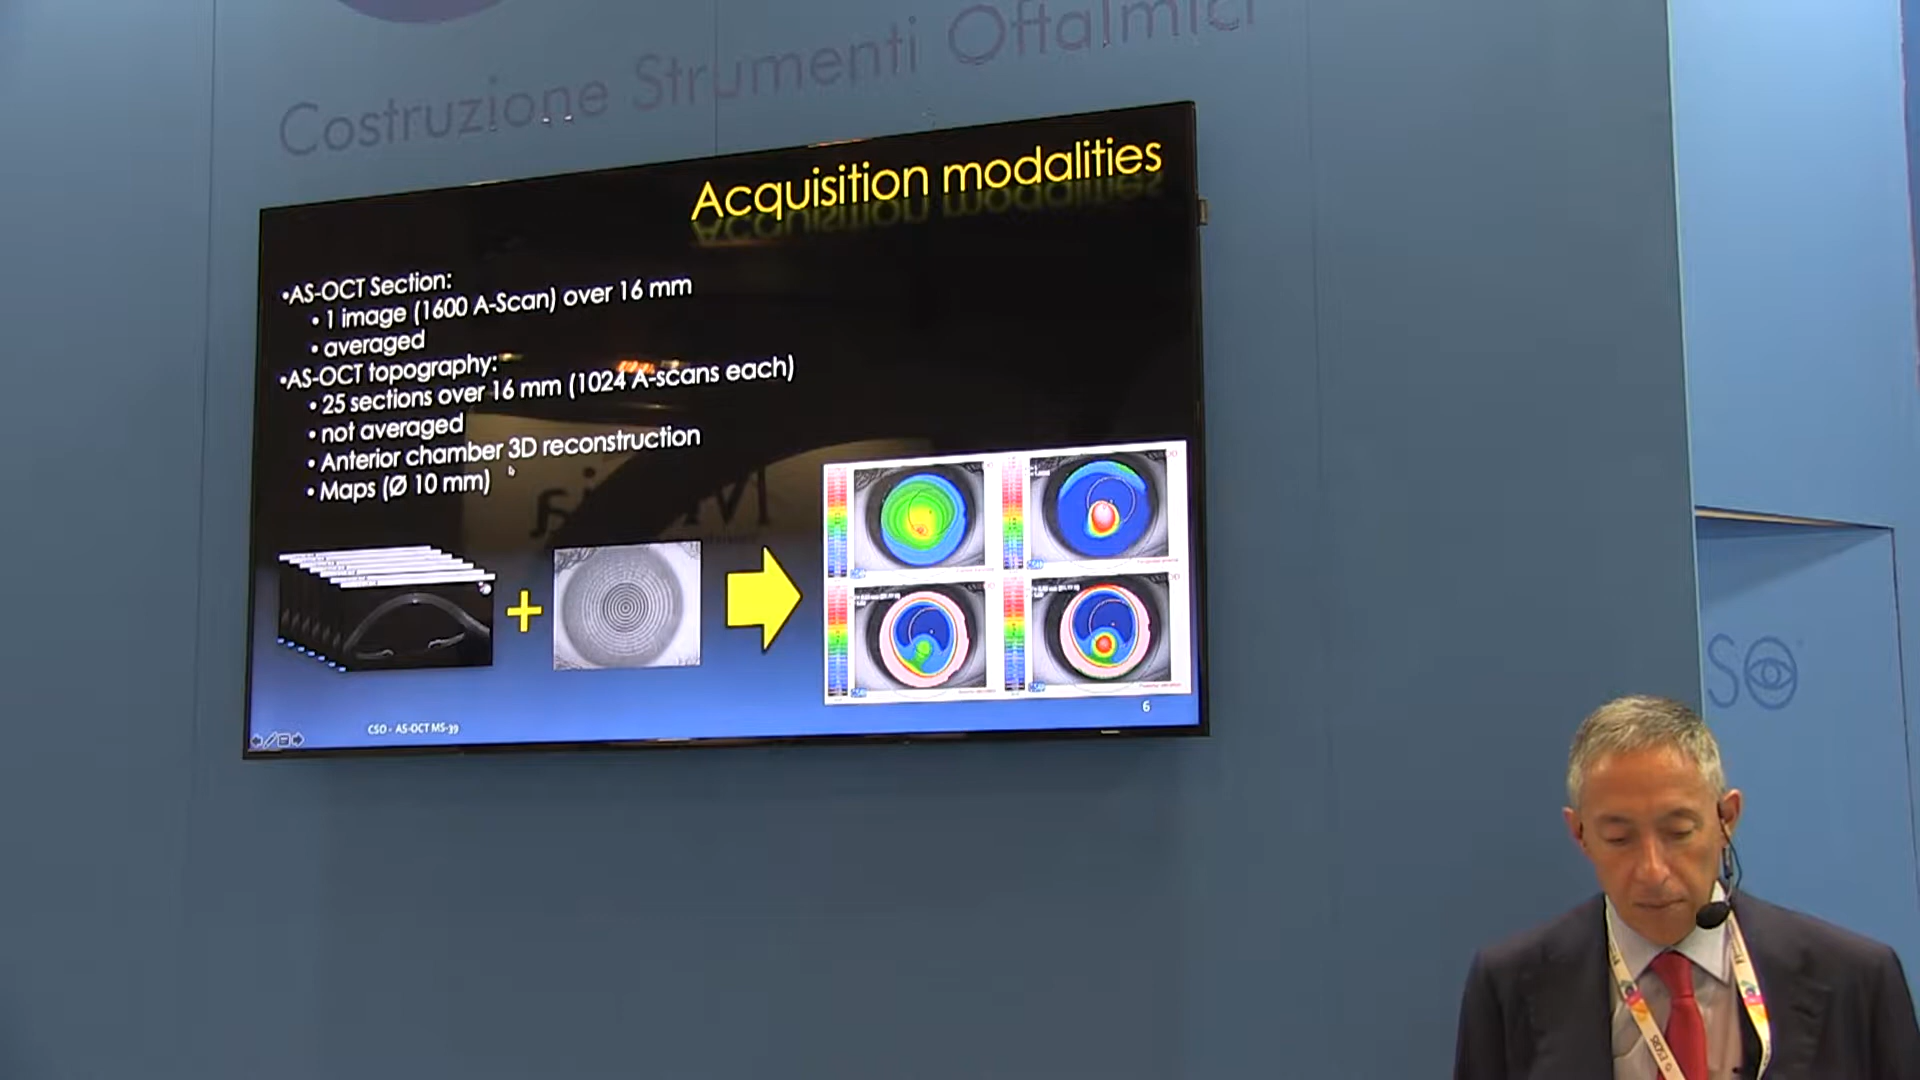 Costruzione Strumenti Oftalmici
Acquisition modalities
•AS-OCT Section:
• 1 image (1600 A-Scan) over 16 mm
• averaged
•AS-OCT topography:
• 25 sections over 16 mm (1024 A-scans each)
• not averaged
• Anterior chamber 3D reconstruction
• Maps (Ø 10 mm)
+
CSO - AS-OCT MS-39
6
SO
ESCRS